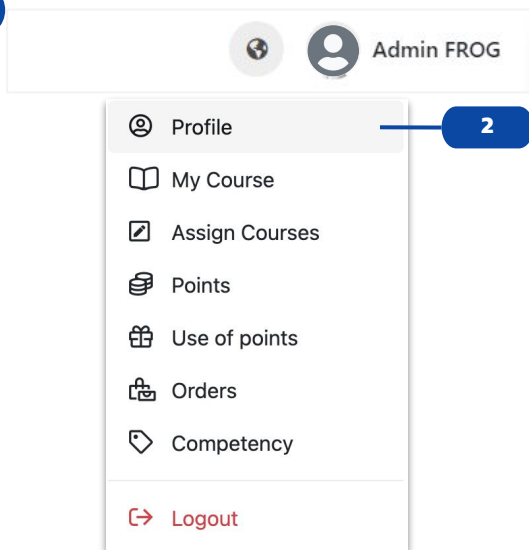 Admin FROG
Profile
2
My Course
Assign Courses
Points
Use of points
Orders
Competency
Logout